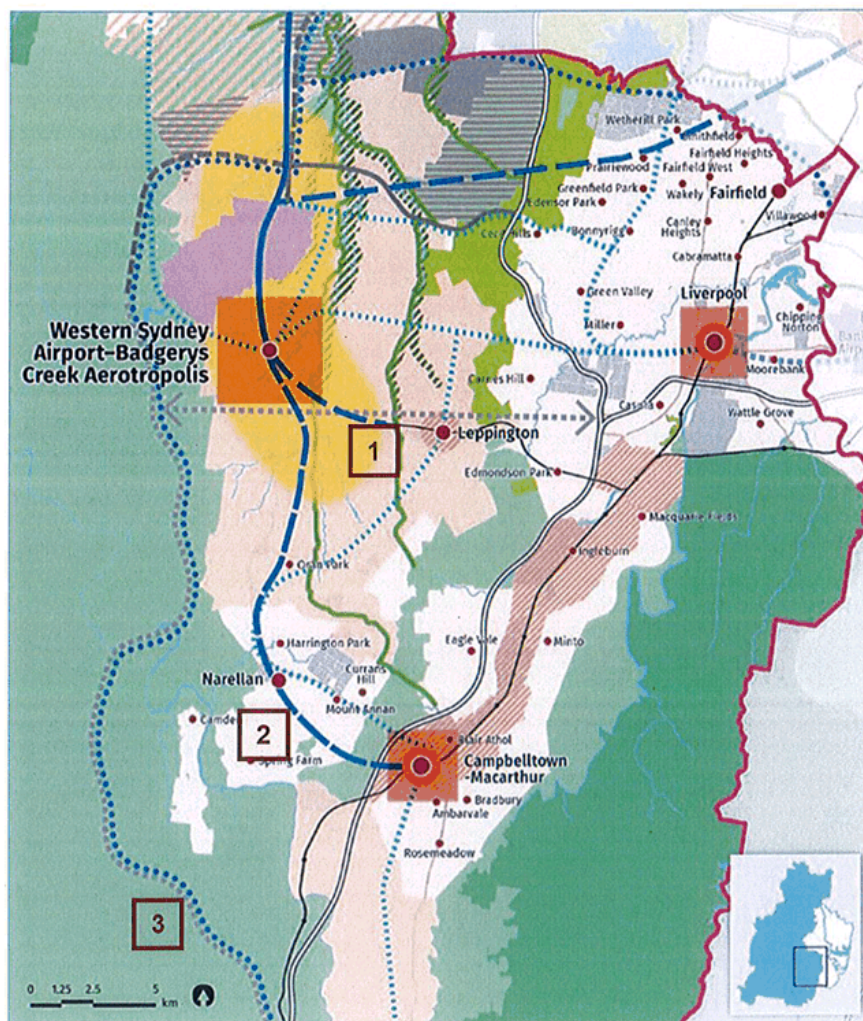 Wetherill Park
Smithfield
Fairfield Heights
Prairiewood
Fairfield West
Greenfield Park
Wakely
Fairfield
Edensor Park
Villawood
Cecil Hills
Bonnyrigg
Canley
Heights
Cabramatta
Green Valley
Liverpool
Miller
Chipping
Norton
Western Sydney
Airport–Badgerys
Creek Aerotropolis
Moorebank
Carnes Hill
Casula
Wattle Grove
1
Leppington
Edmondson Park
Macquarie Fields
Ingleburn
Oran Park
Harrington Park
Eagle Vale
Minto
Narellan
Currans
Hill
Mount Annan
Camden
2
Blair Athol
Spring Farm
Campbelltown
-Macarthur
Bradbury
Ambarvale
Rosemeadow
3
0 1.25 2.5 5
km